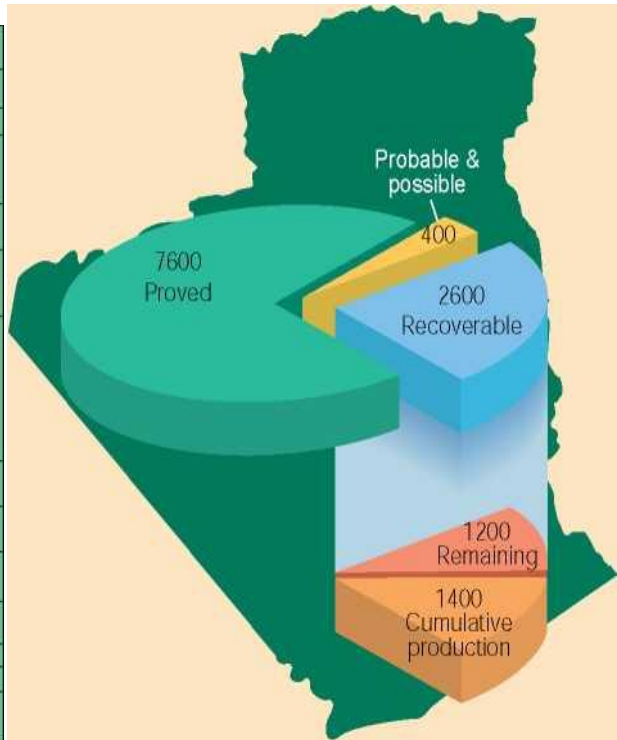 Probable &
possible
400
7600
Proved
2600
Recoverable
1200
Remaining
1400
Cumulative
production